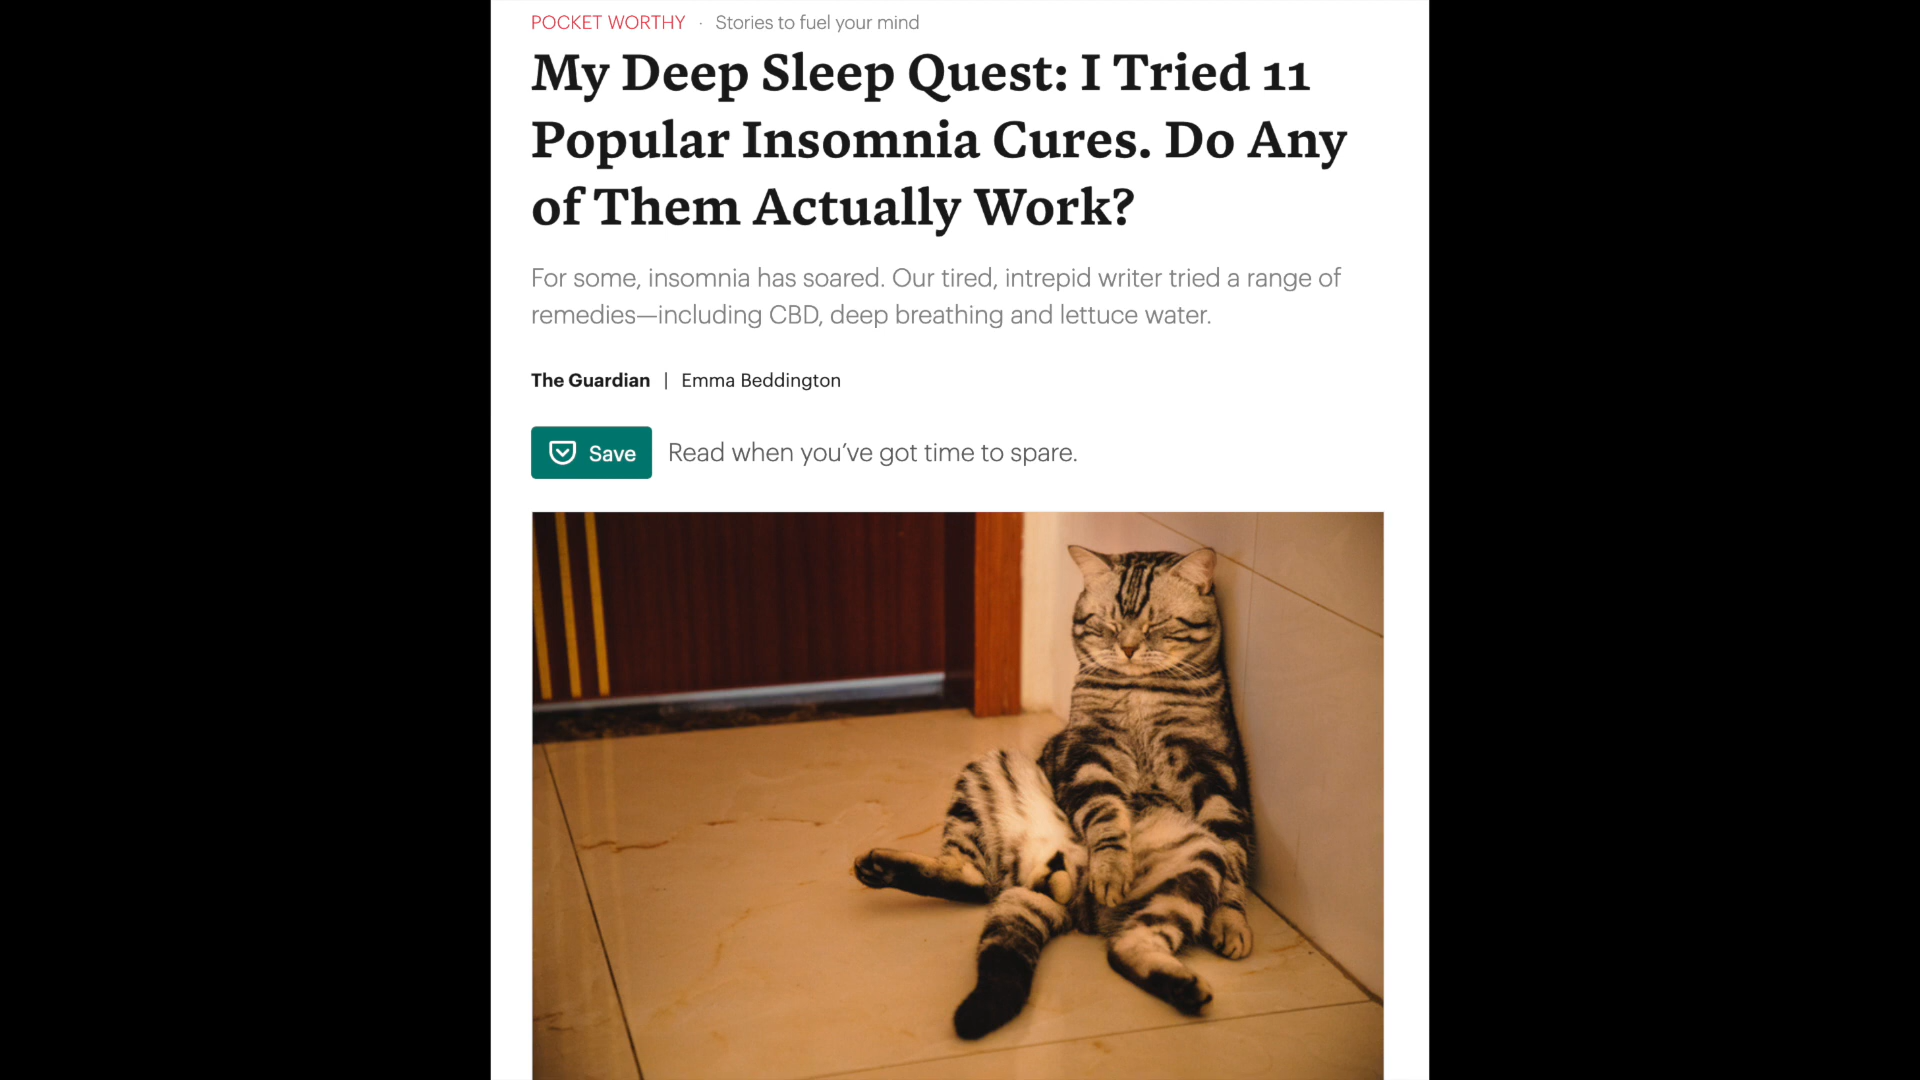 POCKET WORTHY · Stories to fuel your mind
My Deep Sleep Quest: I Tried 11
Popular Insomnia Cures. Do Any
of Them Actually Work?
For some, insomnia has soared. Our tired, intrepid writer tried a range of
remedies—including CBD, deep breathing and lettuce water.
The Guardian | Emma Beddington
Save Read when you’ve got time to spare.